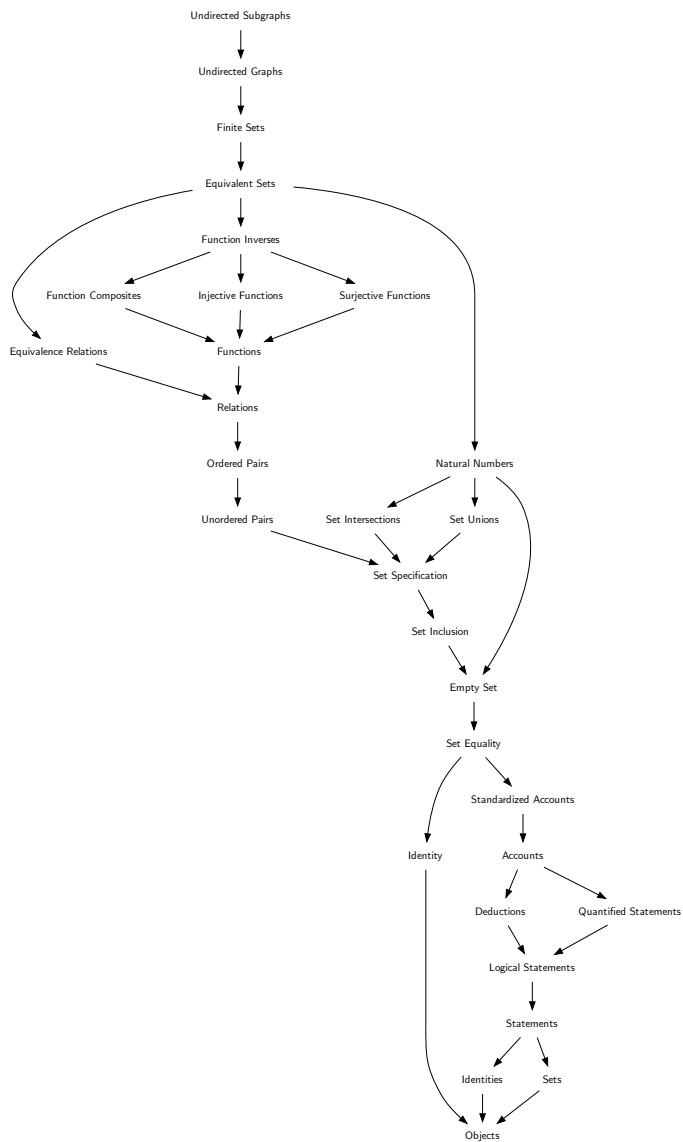 Undirected Subgraphs
Undirected Graphs
Finite Sets
Equivalent Sets
Function Inverses
Function Composites
Injective Functions
Surjective Functions
Equivalence Relations
Functions
Relations
Ordered Pairs
Natural Numbers
Unordered Pairs
Set Intersections
Set Unions
Set Specification
Set Inclusion
Empty Set
Set Equality
Standardized Accounts
Identity
Accounts
Deductions
Quantified Statements
Logical Statements
Statements
Identities
Sets
Objects